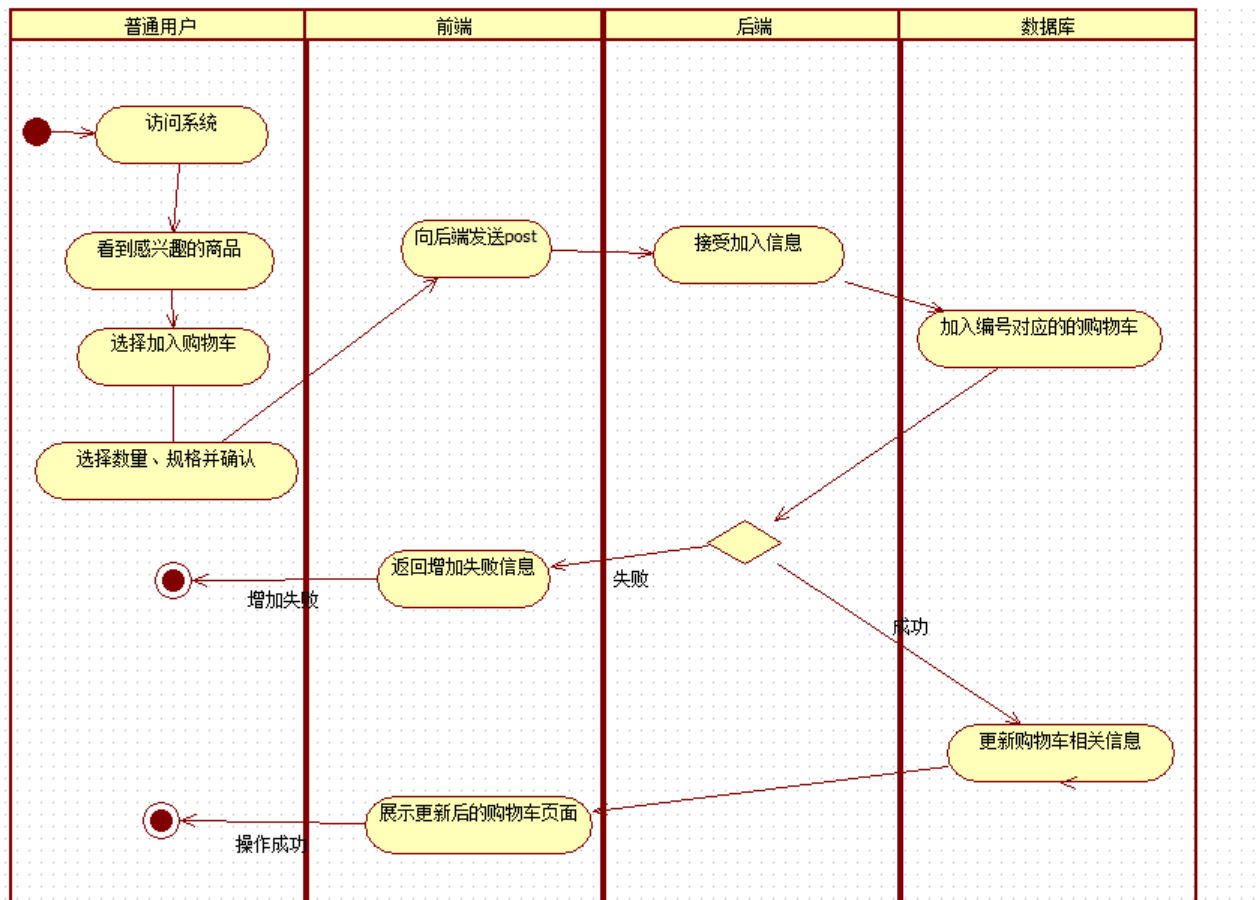 普通用户
前端
后端
数据库
访问系统
看到感兴趣的商品
向后端发送post
接受加入信息
选择加入购物车
加入编号对应的的购物车
选择数量、规格并确认
返回增加失败信息
失败
增加失败
成功
更新购物车相关信息
展示更新后的购物车页面
操作成功